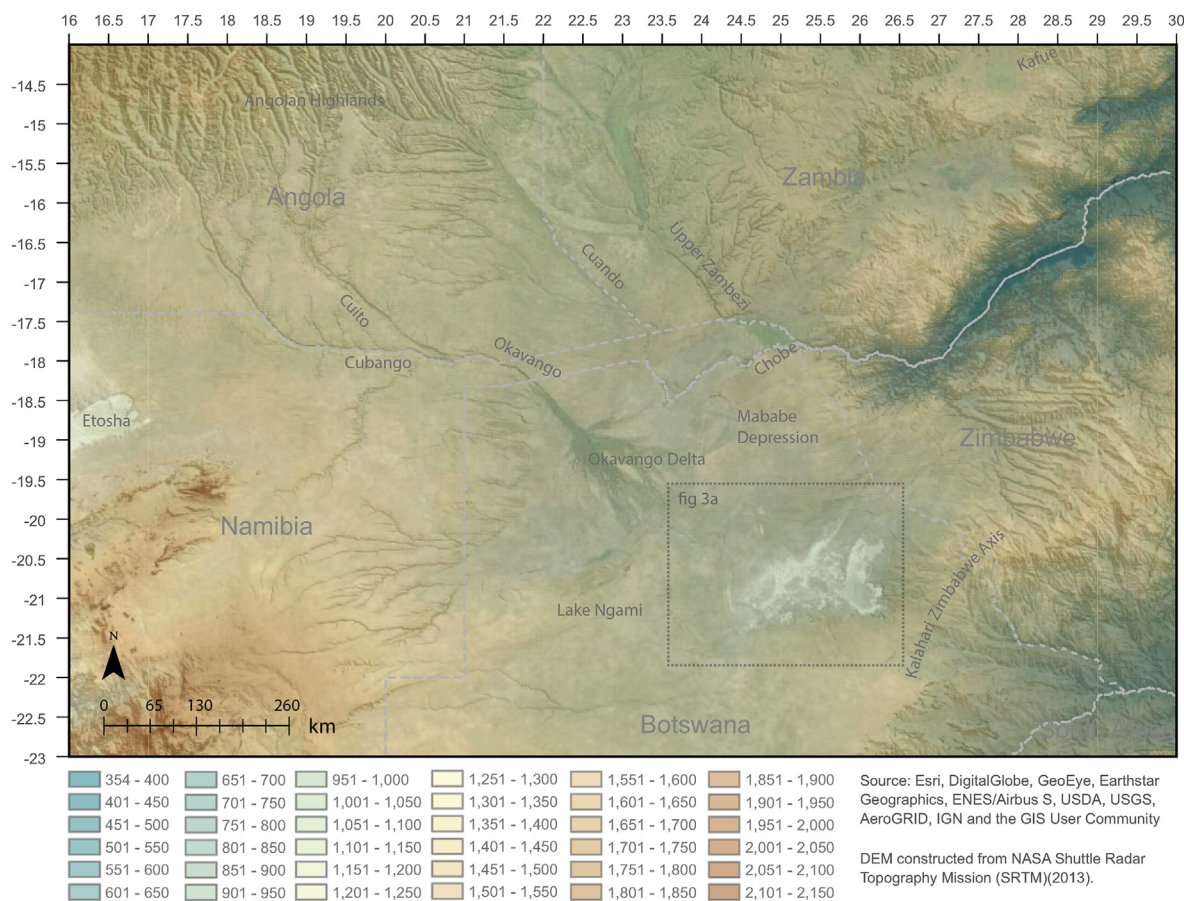 16 16.5 17 17.5 18 18.5 19 19.5 20 20.5 21 21.5 22 22.5 23 23.5 24 24.5 25 25.5 26 26.5 27 27.5 28 28.5 29 29.5 30
Kafue
-14.5
Angolan Highlands
-15
-15.5
Zambia
Angola
-16
Upper Zambezi
-16.5
Cuando
-17
Cuito
-17.5
Okavango
Chobe
-18
Cubango
-18.5
Etosha
Mababe
Depression
-19
Zimbabwe
Okavango Delta
-19.5
fig 3a
-20
Namibia
-20.5
Kalahari Zimbabwe Axis
-21
Lake Ngami
-21.5
N
-22
0 65 130 260
km
-22.5
Botswana
South Africa
-23
354 - 400
401 - 450
451 - 500
501 - 550
551 - 600
601 - 650
651 - 700
701 - 750
751 - 800
801 - 850
851 - 900
901 - 950
951 - 1,000
1,001 - 1,050
1,051 - 1,100
1,101 - 1,150
1,151 - 1,200
1,201 - 1,250
1,251 - 1,300
1,301 - 1,350
1,351 - 1,400
1,401 - 1,450
1,451 - 1,500
1,501 - 1,550
1,551 - 1,600
1,601 - 1,650
1,651 - 1,700
1,701 - 1,750
1,751 - 1,800
1,801 - 1,850
1,851 - 1,900
1,901 - 1,950
1,951 - 2,000
2,001 - 2,050
2,051 - 2,100
2,101 - 2,150
Source: Esri, DigitalGlobe, GeoEye, Earthstar
Geographics, ENES/Airbus S, USDA, USGS,
AeroGRID, IGN and the GIS User Community
DEM constructed from NASA Shuttle Radar
Topography Mission (SRTM)(2013).